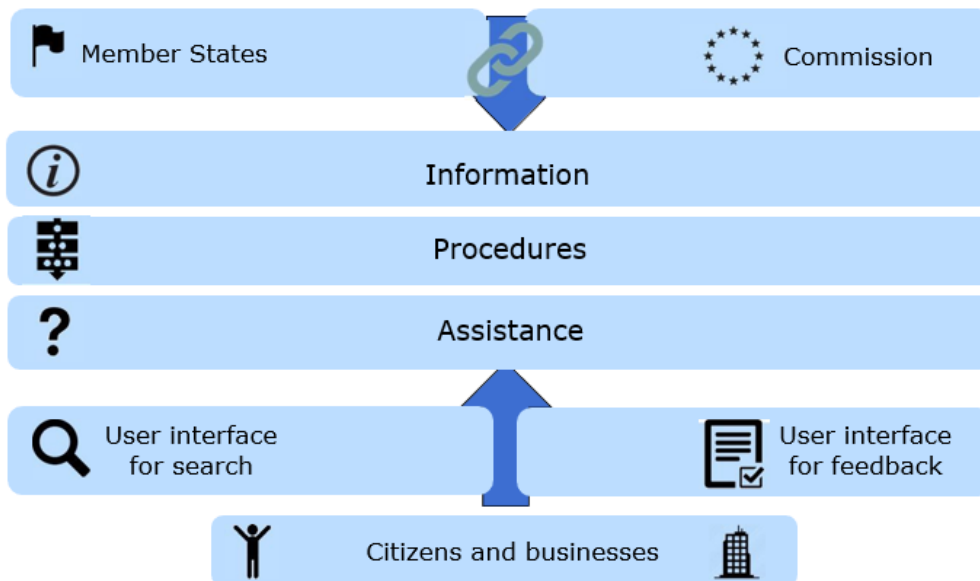 Member States
Commission
Information
Procedures
Assistance
User interface
for search
User interface
for feedback
Citizens and businesses